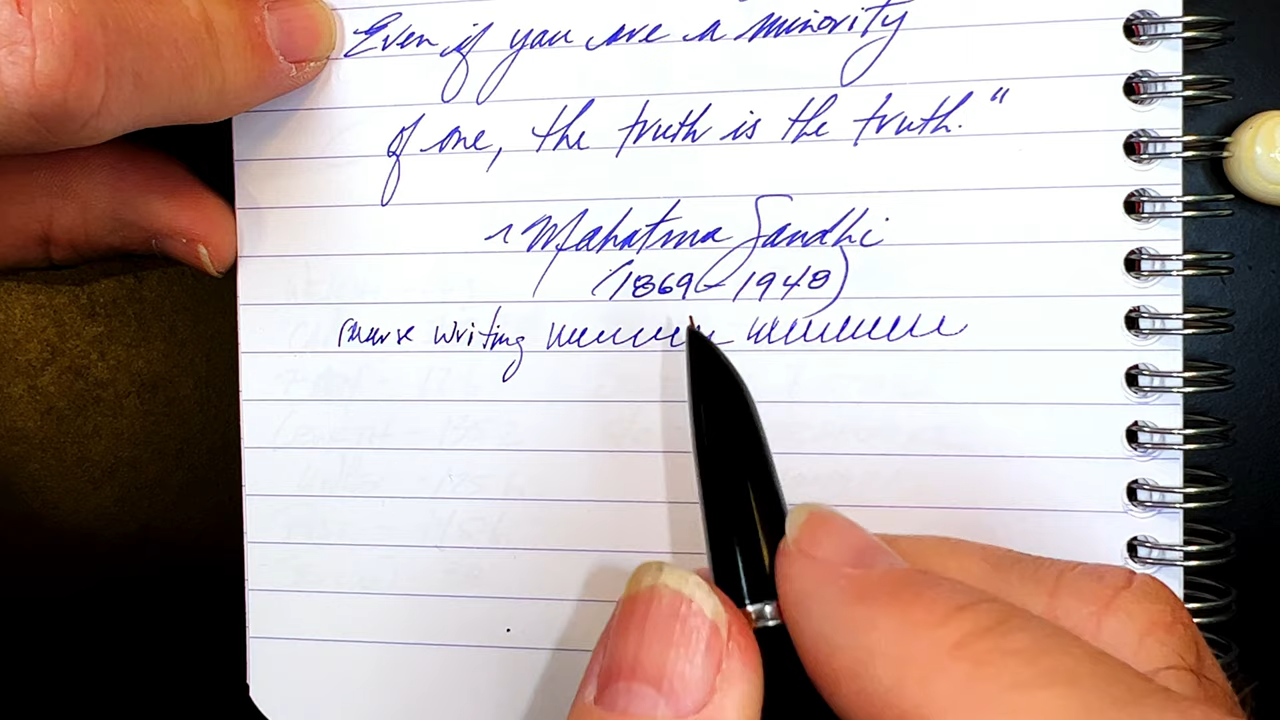 Even if you are a minority
of one, the truth is the truth."
~ Mahatma Gandhi
(1869 - 1948)
writing